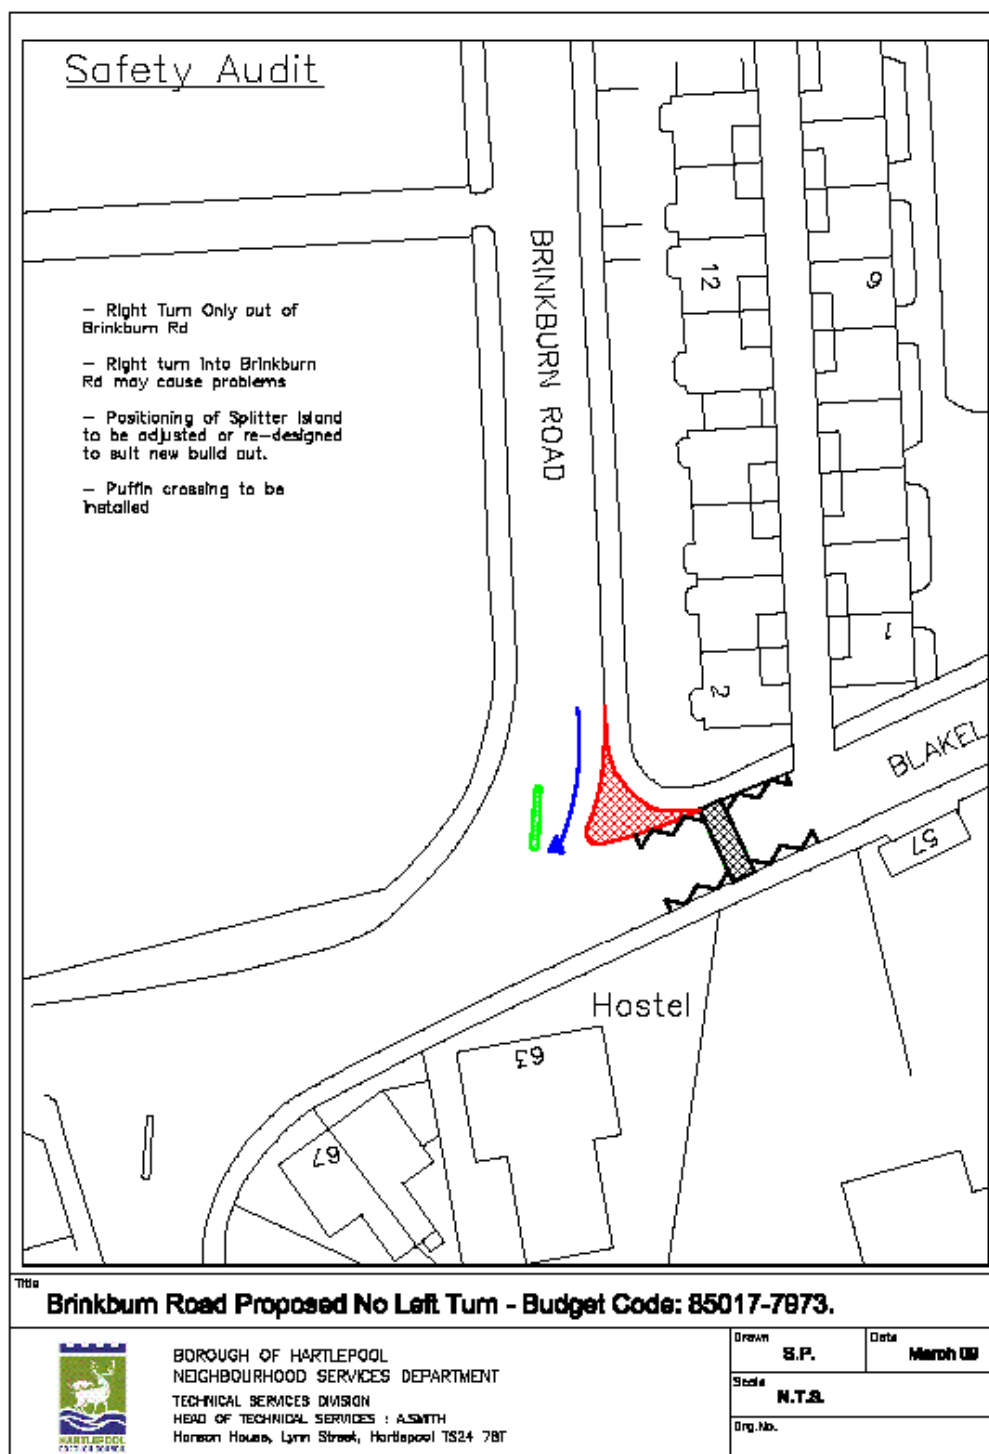 Safety Audit
– Right Turn Only out of
Brinkburn Rd
– Right turn into Brinkburn
Rd may cause problems
– Positioning of Splitter Island
to be adjusted or re-designed
to suit new build out.
– Puffin crossing to be
installed
BRINKBURN ROAD
12
9
2
1
BLAKEL
57
Hostel
63
67
Title
Brinkburn Road Proposed No Left Turn - Budget Code: 85017-7973.
BOROUGH OF HARTLEPOOL
NEIGHBOURHOOD SERVICES DEPARTMENT
TECHNICAL SERVICES DIVISION
HEAD OF TECHNICAL SERVICES : A.SMITH
Hanson House, Lynn Street, Hartlepool TS24 7BT
HARTLEPOOL
BOROUGH COUNCIL
Drawn
S.P.
Date
March 09
Scale
N.T.S.
Drg.No.